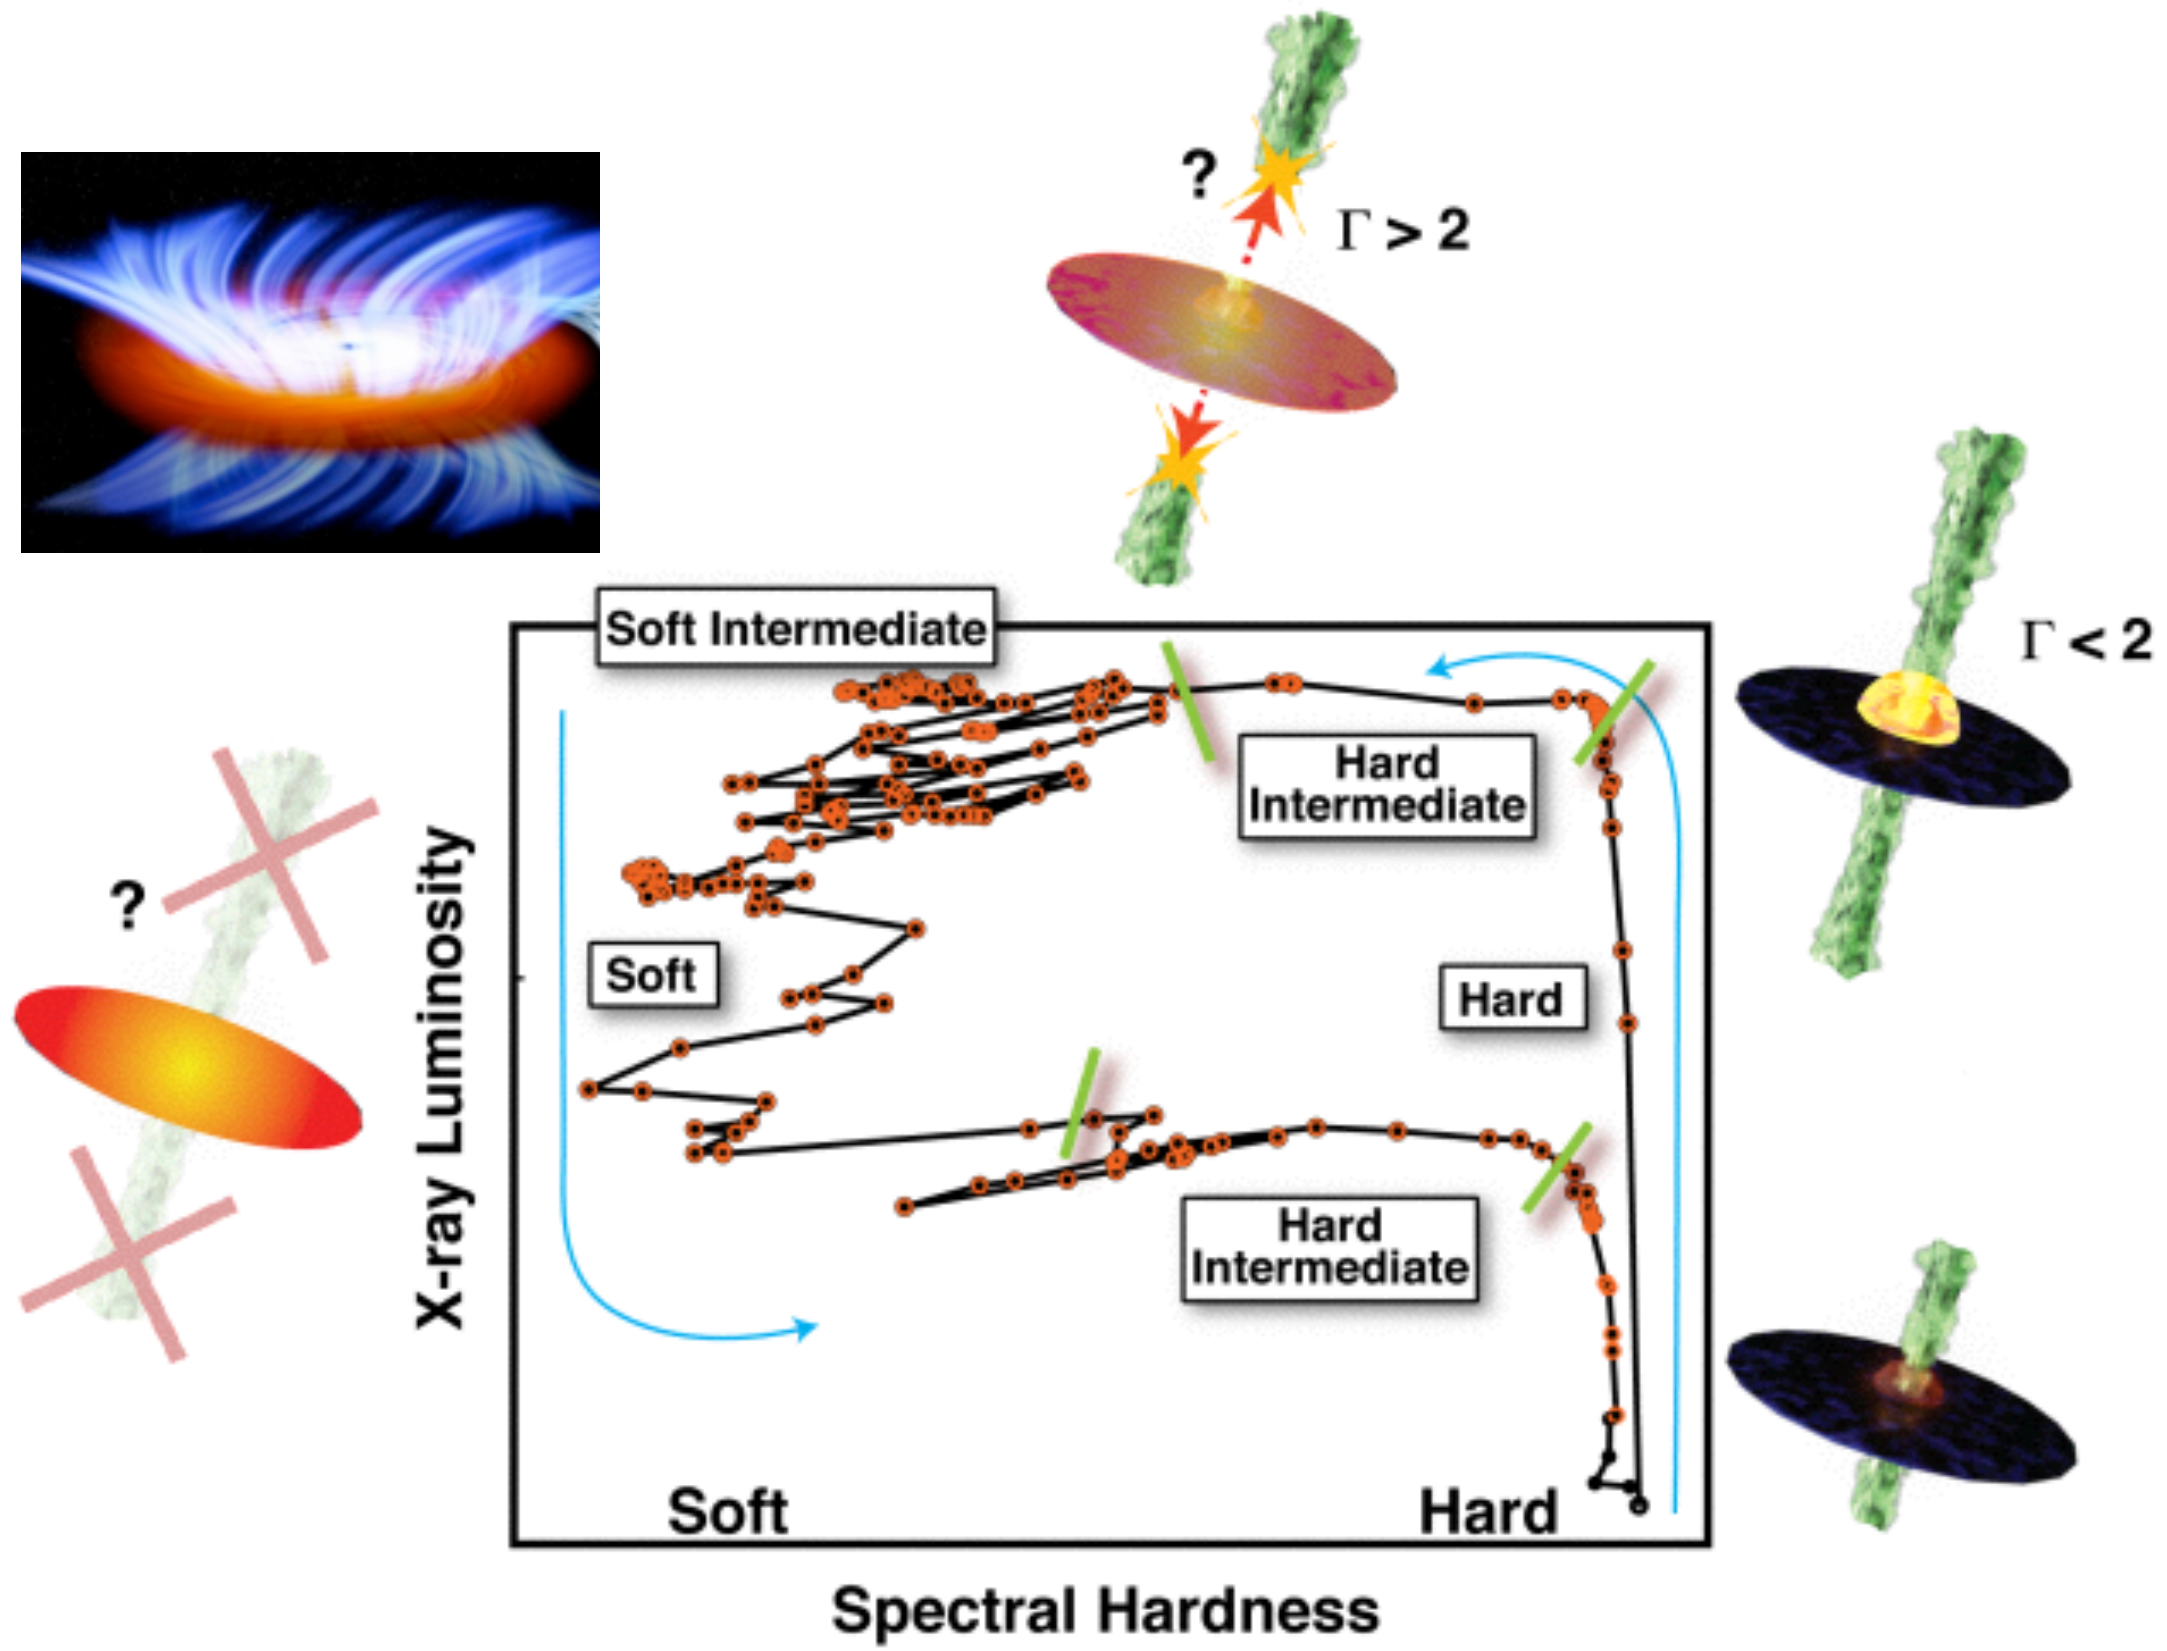 ?
Γ > 2
Γ < 2
Soft Intermediate
Hard
Intermediate
?
Soft
Hard
Hard
Intermediate
Soft
Hard
X-ray Luminosity
Spectral Hardness